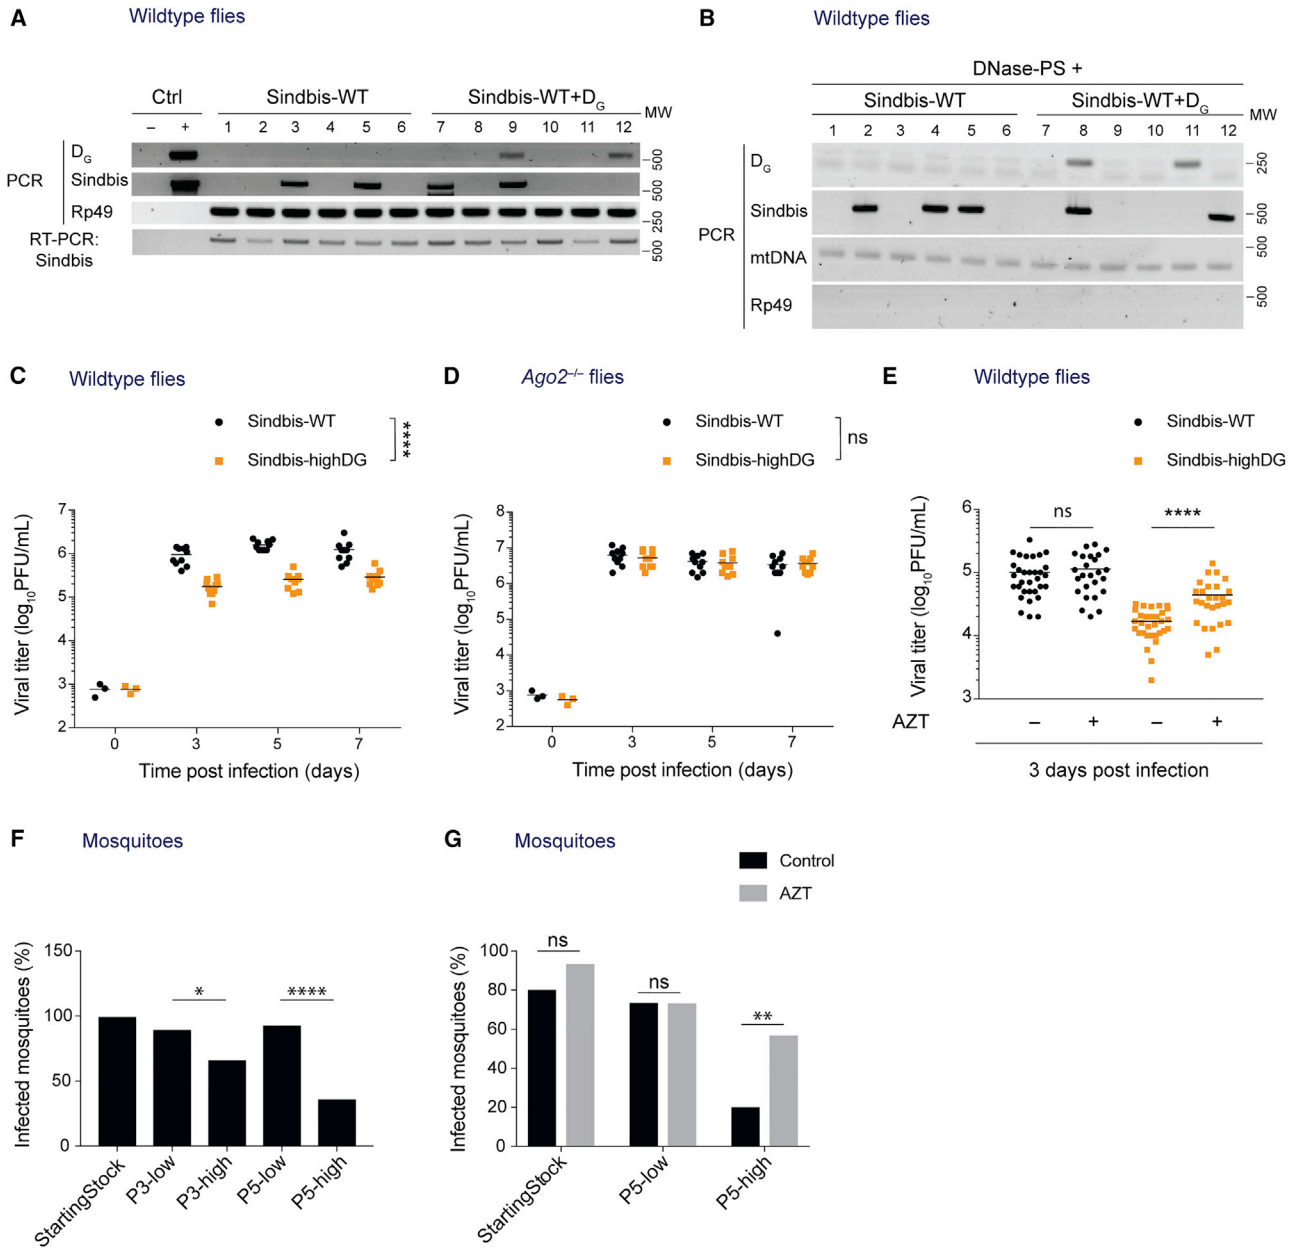 A Wildtype flies
Ctrl Sindbis-WT Sindbis-WT+DG MW
– + 1 2 3 4 5 6 7 8 9 10 11 12
PCR
DG 500
Sindbis 500
Rp49 250
RT-PCR:
Sindbis 500
B Wildtype flies
DNase-PS +
Sindbis-WT Sindbis-WT+DG MW
1 2 3 4 5 6 7 8 9 10 11 12
PCR
DG 250
Sindbis 500
mtDNA 500
Rp49 500
C Wildtype flies
Sindbis-WT
Sindbis-highDG
****
Viral titer (log10PFU/mL)
7
6
5
4
3
2
0 3 5 7
Time post infection (days)
D Ago2–/– flies
Sindbis-WT
Sindbis-highDG
ns
Viral titer (log10PFU/mL)
8
7
6
5
4
3
2
0 3 5 7
Time post infection (days)
E Wildtype flies
Sindbis-WT
Sindbis-highDG
Viral titer (log10PFU/mL)
6
5
4
3
ns ****
AZT – + – +
3 days post infection
F Mosquitoes
Infected mosquitoes (%)
150
100
50
0
* ****
StartingStock P3-low P3-high P5-low P5-high
G Mosquitoes
Control
AZT
Infected mosquitoes (%)
100
80
60
40
20
0
ns ns **
StartingStock P5-low P5-high